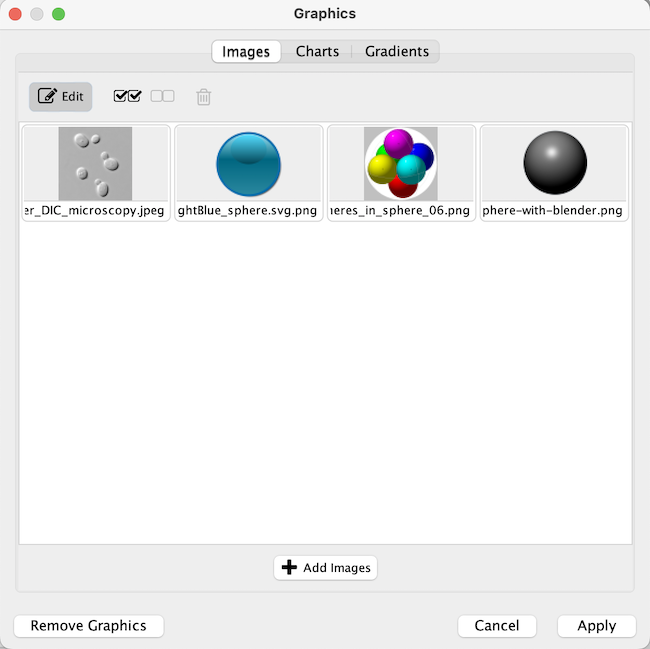 Graphics
Images Charts Gradients
Edit
er_DIC_microscopy.jpeg ghtBlue_sphere.svg.png heres_in_sphere_06.png phere-with-blender.png
Add Images
Remove Graphics Cancel Apply